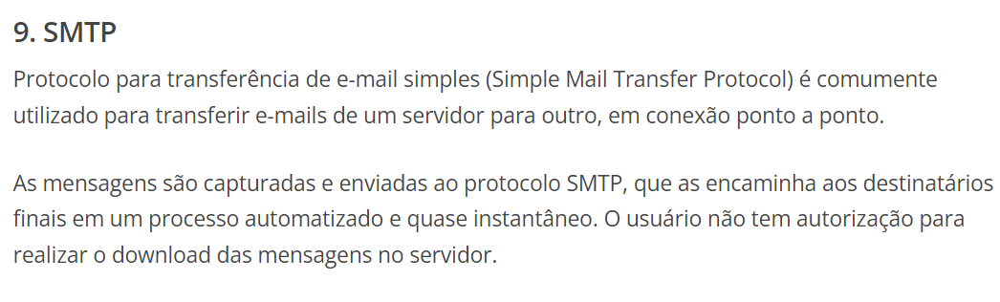 9. SMTP
Protocolo para transferência de e-mail simples (Simple Mail Transfer Protocol) é comumente
utilizado para transferir e-mails de um servidor para outro, em conexão ponto a ponto.
As mensagens são capturadas e enviadas ao protocolo SMTP, que as encaminha aos destinatários
finais em um processo automatizado e quase instantâneo. O usuário não tem autorização para
realizar o download das mensagens no servidor.